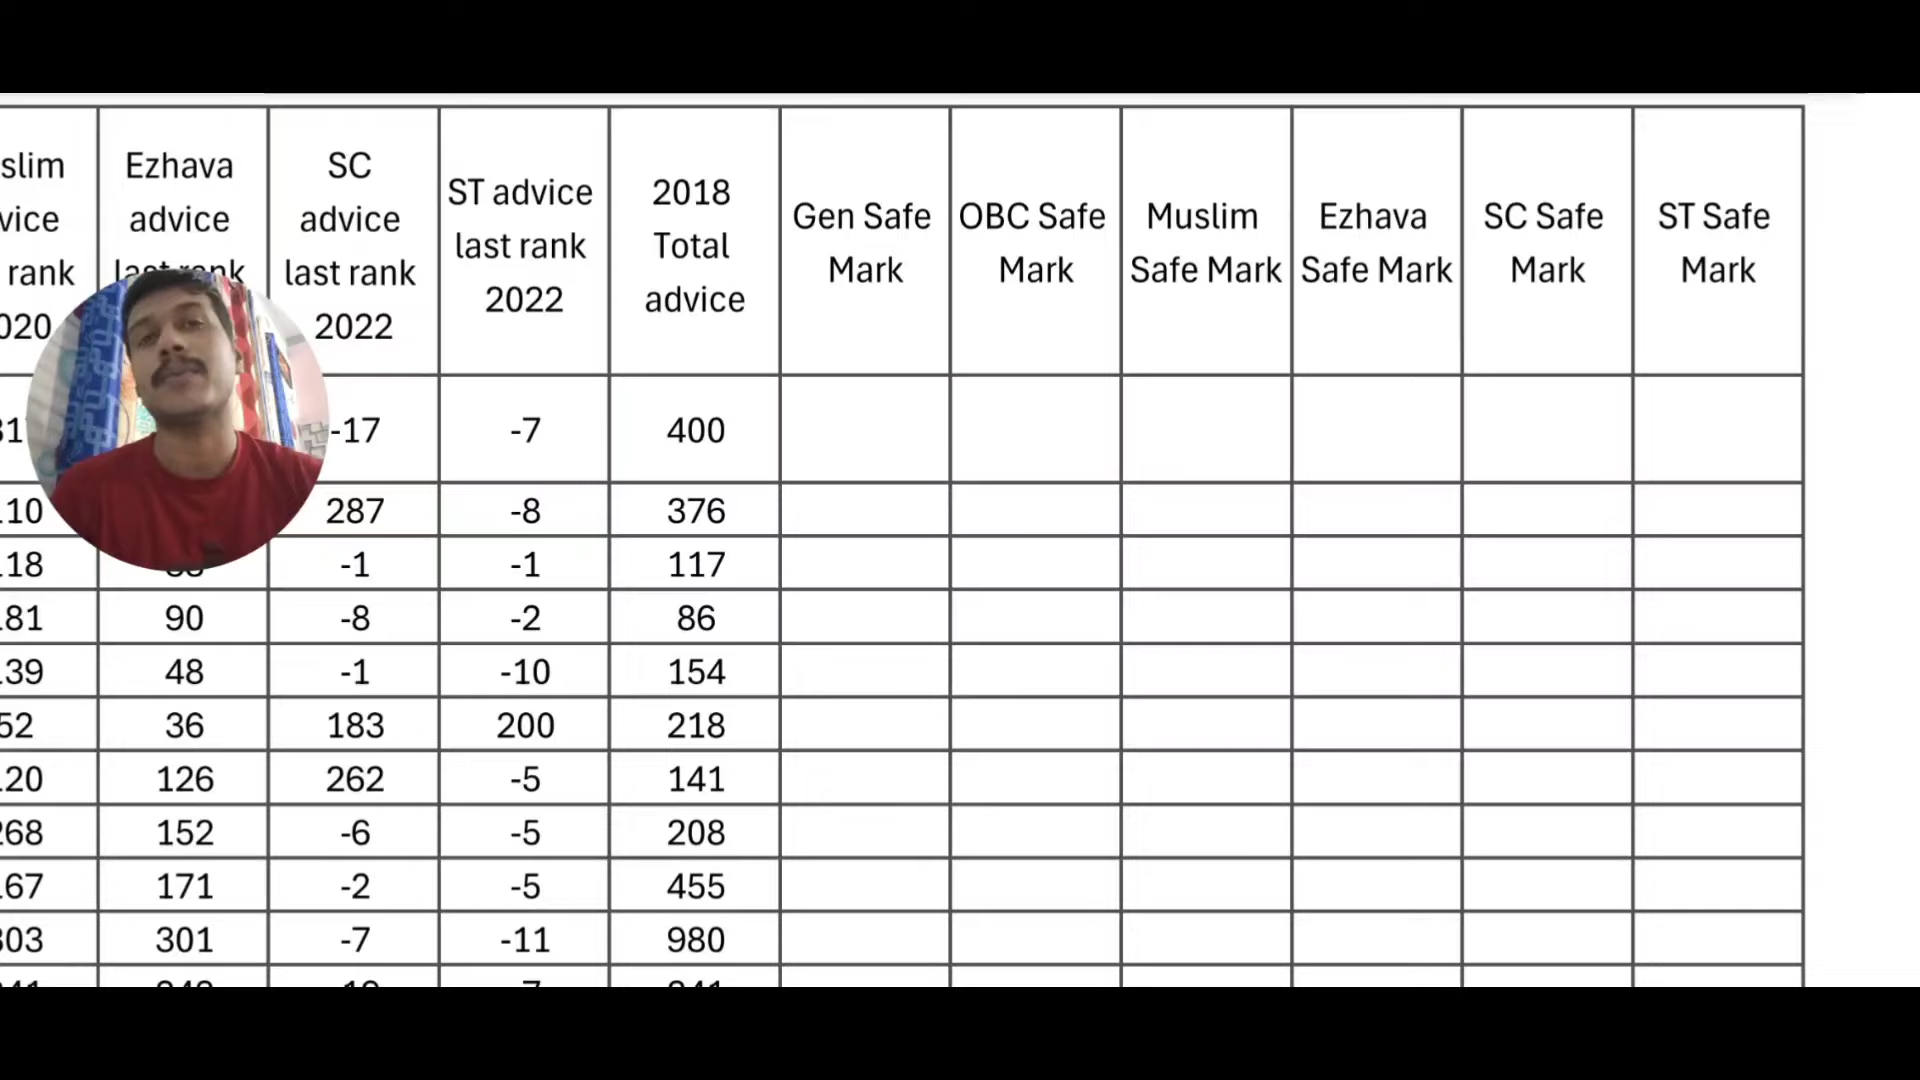 slim
vice
rank
020
Ezhava
advice
last rank
SC
advice
last rank
2022
ST advice
last rank
2022
2018
Total
advice
Gen Safe
Mark
OBC Safe
Mark
Muslim
Safe Mark
Ezhava
Safe Mark
SC Safe
Mark
ST Safe
Mark
-17 -7 400
10 287 -8 376
18 -1 -1 117
81 90 -8 -2 86
39 48 -1 -10 154
52 36 183 200 218
20 126 262 -5 141
268 152 -6 -5 208
67 171 -2 -5 455
303 301 -7 -11 980